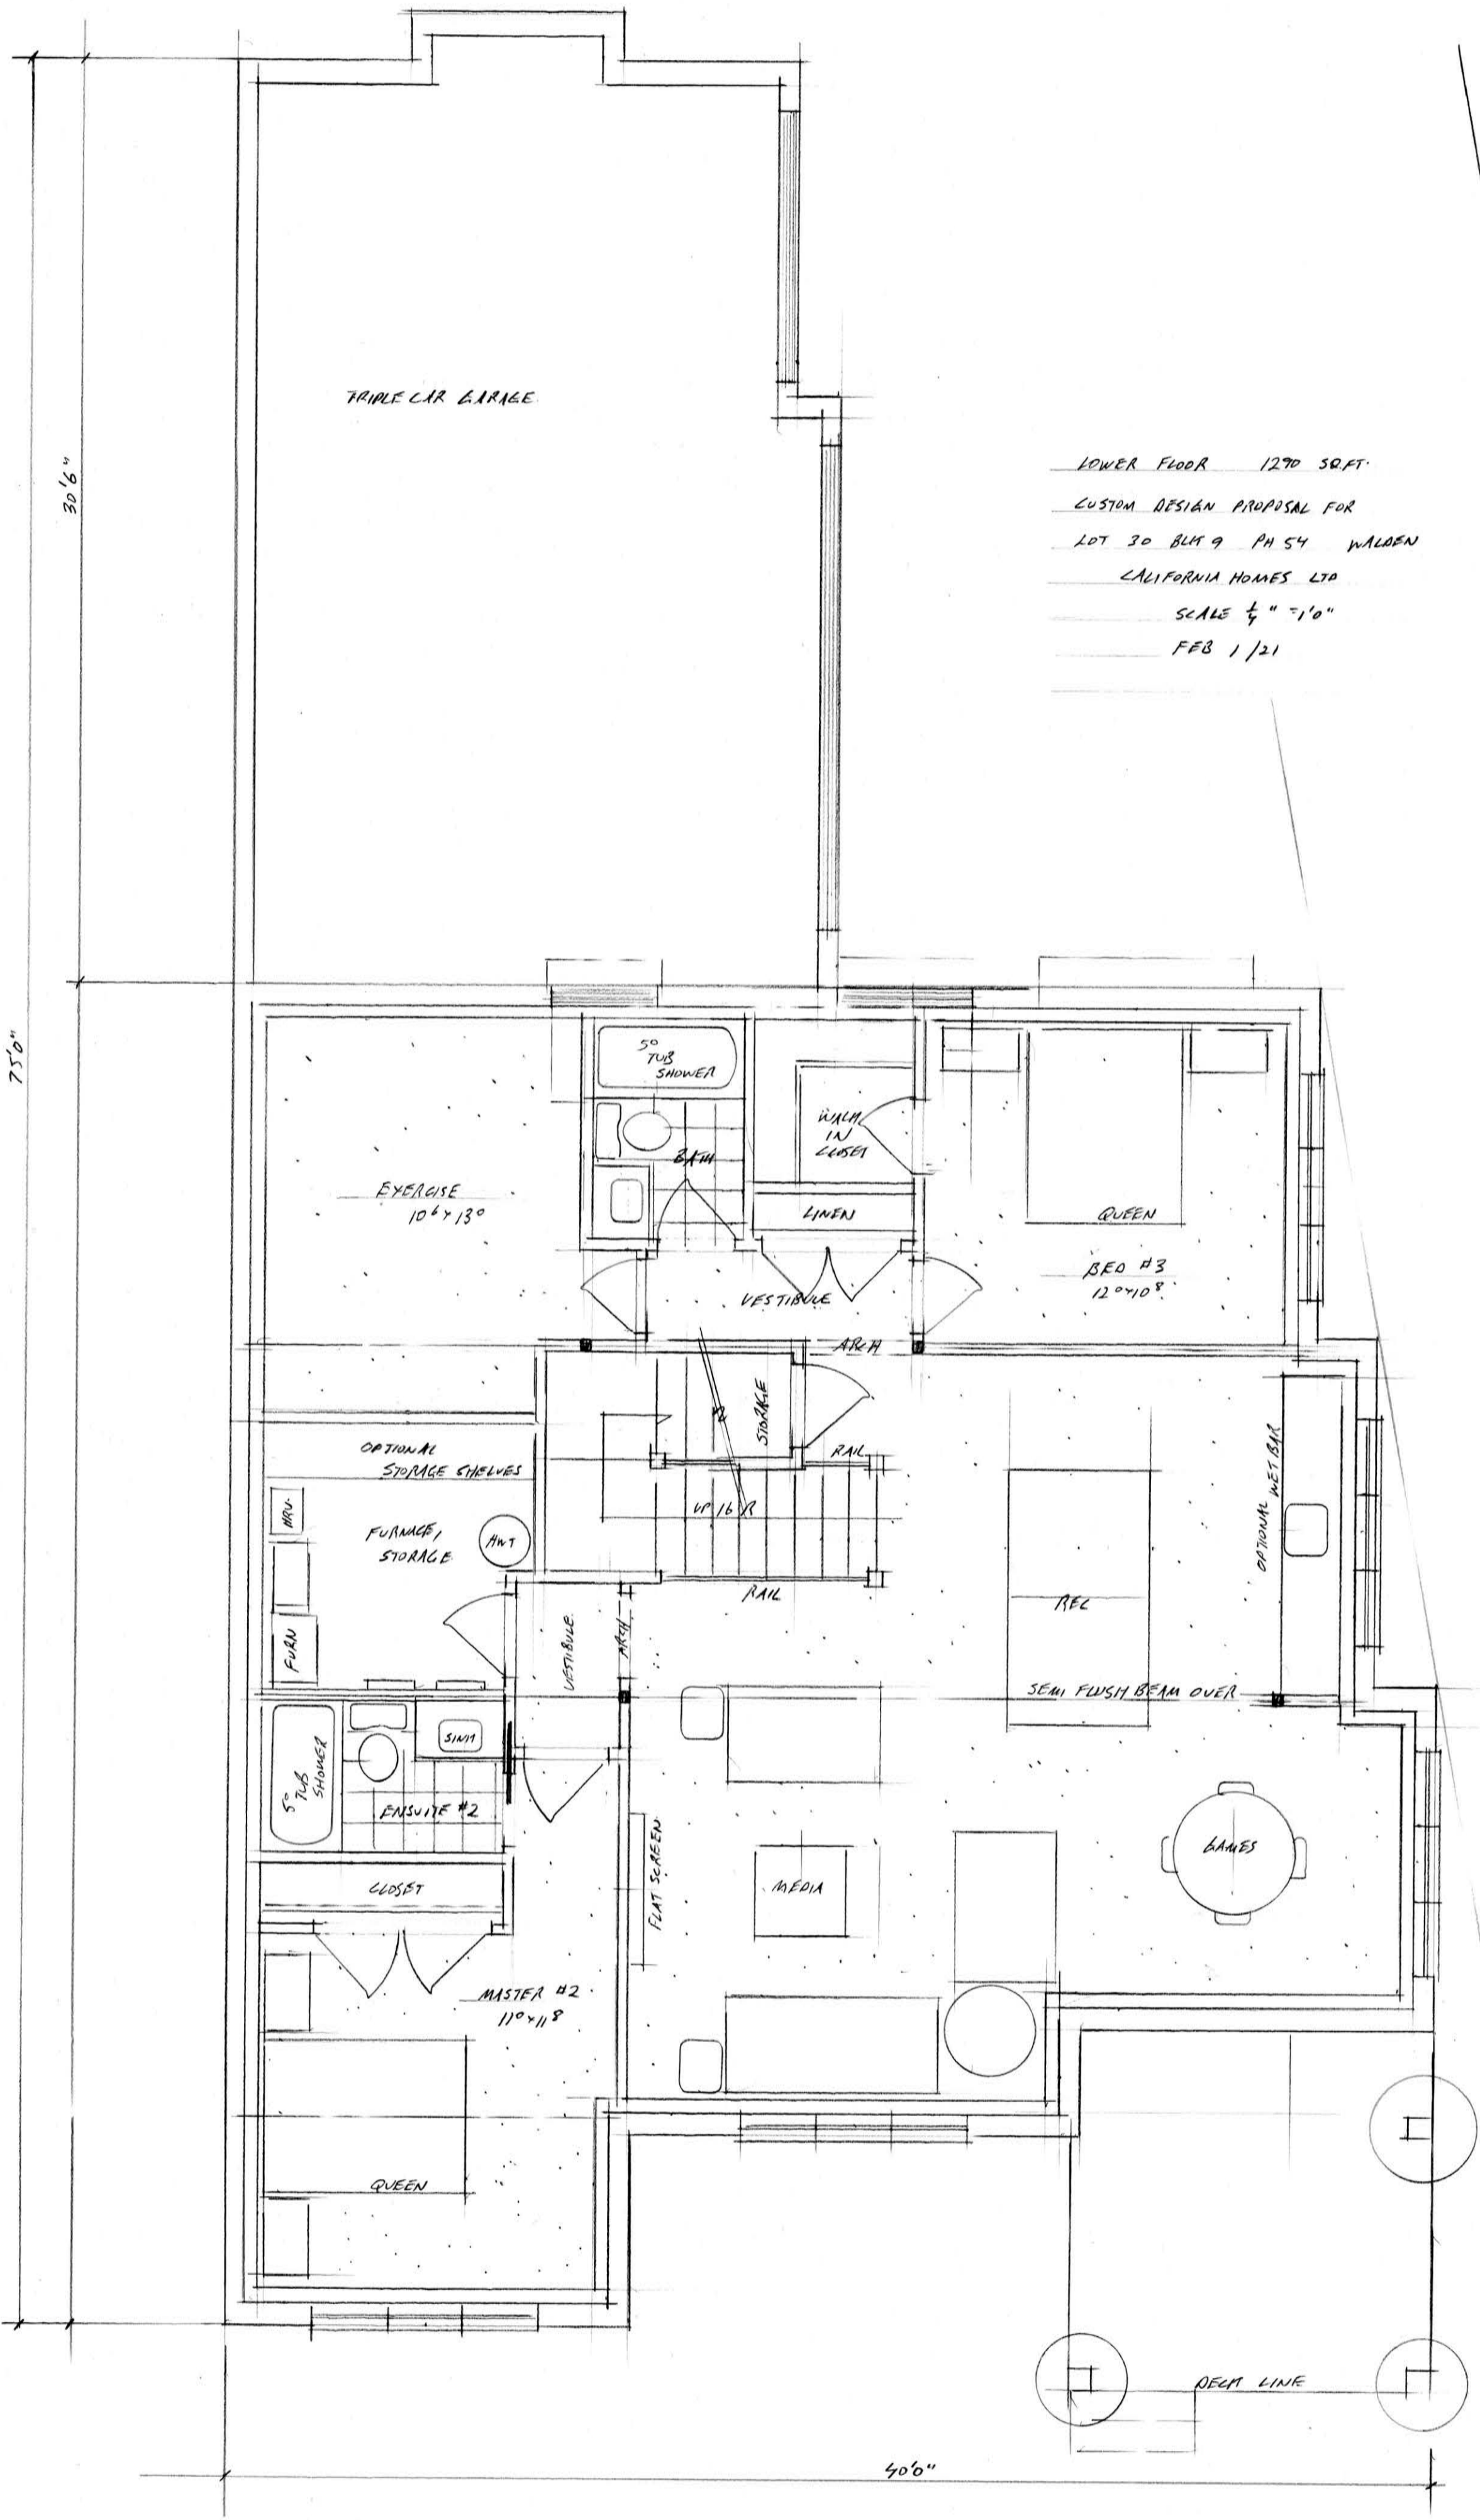 TRIPLE CAR GARAGE
30'6"
75'0"
LOWER FLOOR 1290 SQ.FT.
CUSTOM DESIGN PROPOSAL FOR
LOT 30 BLK 9 PH 54 WALDEN
CALIFORNIA HOMES LTD
SCALE 1/4" = 1'0"
FEB 1/21
5⁰
TUB
SHOWER
BATH
WALK
IN
CLOSET
LINEN
EXERCISE
10⁶ x 13⁰
QUEEN
BED #3
12⁰ x 10⁸
VESTIBULE
ARCH
STORAGE
RAIL
UP 16 R
RAIL
OPTIONAL
STORAGE SHELVES
HRV.
FURNACE,
STORAGE
HWT
FURN
VESTIBULE
ARCH
OPTIONAL WET BAR
REC
SEMI FLUSH BEAM OVER
5⁰
TUB
SHOWER
SINK
ENSUITE #2
CLOSET
FLAT SCREEN
MEDIA
GAMES
MASTER #2
11⁰ x 11⁸
QUEEN
DECK LINE
40'0"